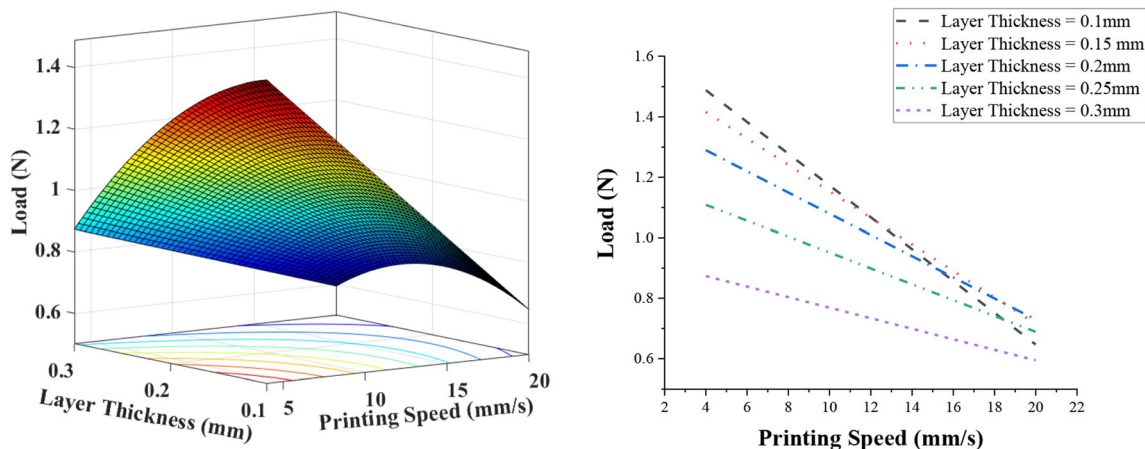 1.4
1.2
1
0.8
0.6
Load (N)
0.3
0.2
0.1
Layer Thickness (mm)
5
10
15
20
Printing Speed (mm/s)
Layer Thickness = 0.1mm
Layer Thickness = 0.15 mm
Layer Thickness = 0.2mm
Layer Thickness = 0.25mm
Layer Thickness = 0.3mm
1.6
1.4
1.2
1.0
0.8
0.6
Load (N)
2 4 6 8 10 12 14 16 18 20 22
Printing Speed (mm/s)